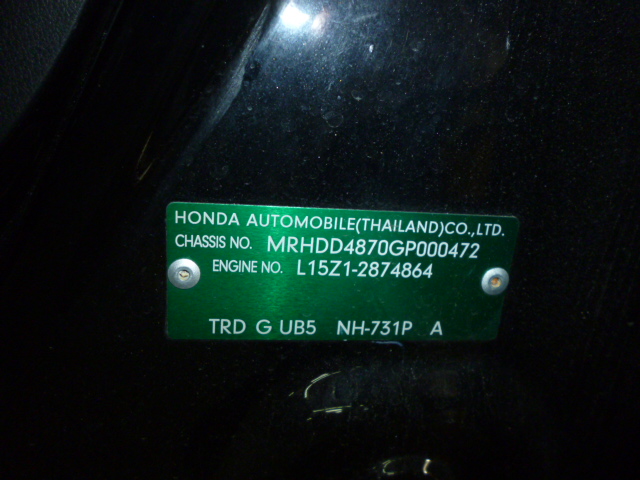 HONDA AUTOMOBILE(THAILAND)CO.,LTD.
CHASSIS NO. MRHDD4870GP000472
ENGINE NO. L15Z1-2874864
TRD G UB5 NH-731P A